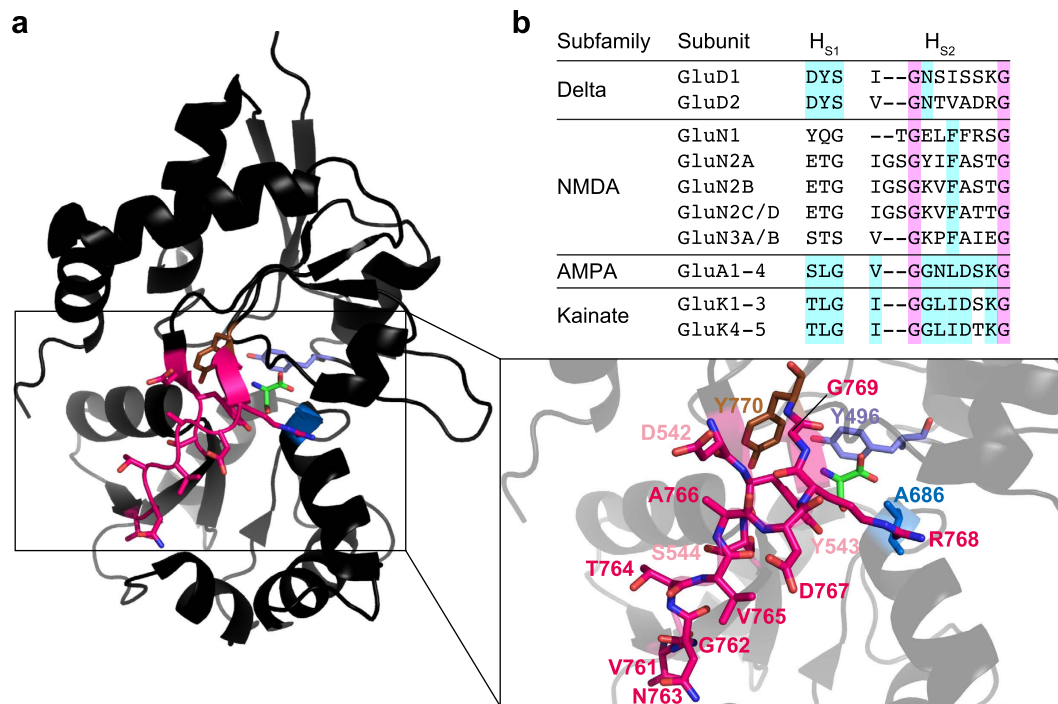 a
b
Subfamily Subunit HS1 HS2
Delta
GluD1 DYS I--GNSISSKG
GluD2 DYS V--GNTVADRG
NMDA
GluN1 YQG --TGELFFRSG
GluN2A ETG IGSGYIFASTG
GluN2B ETG IGSGKVFASTG
GluN2C/D ETG IGSGKVFATTG
GluN3A/B STS V--GKPFAIEG
AMPA GluA1-4 SLG V--GGNLDSKG
Kainate
GluK1-3 TLG I--GGLIDSKG
GluK4-5 TLG I--GGLIDTKG
G769
Y770
Y496
D542
A766
A686
R768
S544
Y543
T764
D767
V765
G762
V761
N763